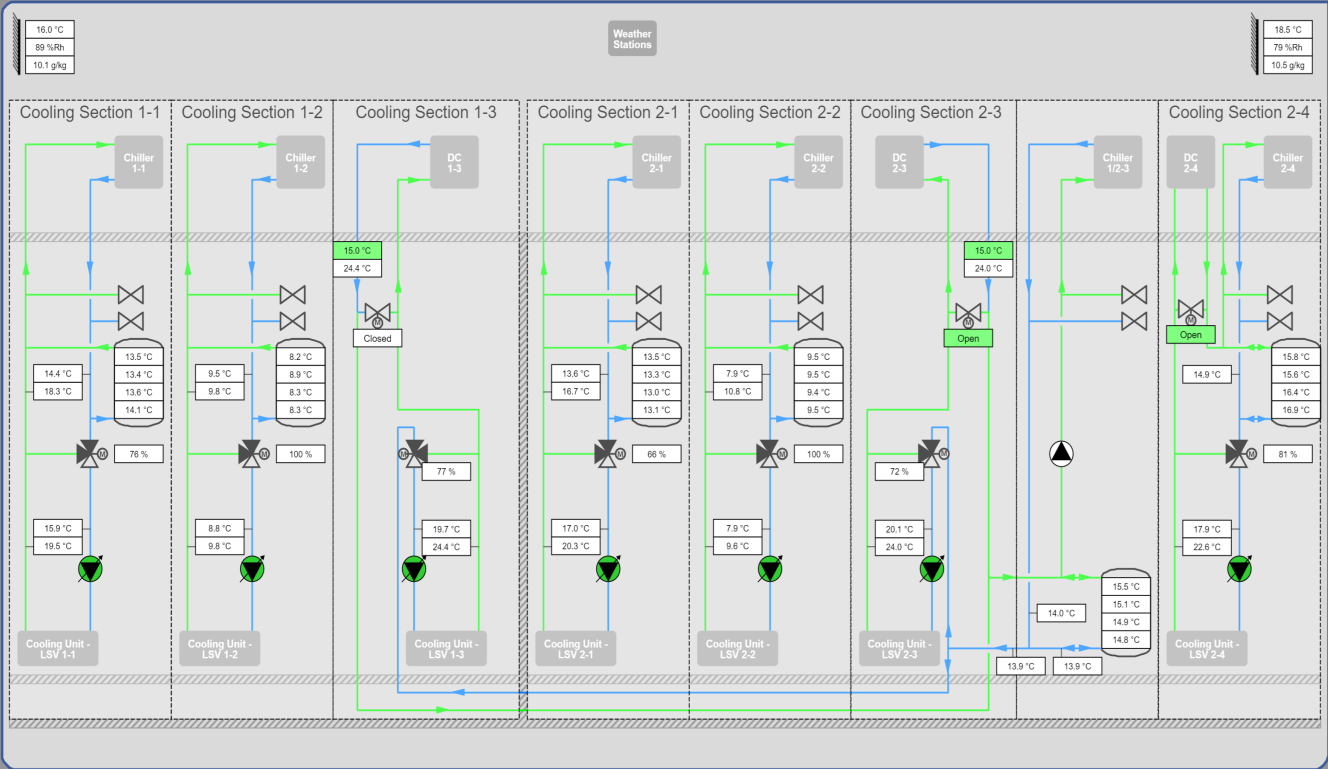 16.0 °C
89 %Rh
10.1 g/kg
Weather
Stations
18.5 °C
79 %Rh
10.5 g/kg
Cooling Section 1-1
Cooling Section 1-2
Cooling Section 1-3
Cooling Section 2-1
Cooling Section 2-2
Cooling Section 2-3
Cooling Section 2-4
Chiller
1-1
Chiller
1-2
DC
1-3
Chiller
2-1
Chiller
2-2
DC
2-3
Chiller
1/2-3
DC
2-4
Chiller
2-4
15.0 °C
24.4 °C
15.0 °C
24.0 °C
M
Closed
M
Open
M
Open
13.5 °C
13.4 °C
13.6 °C
14.1 °C
14.4 °C
18.3 °C
8.2 °C
8.9 °C
8.3 °C
8.3 °C
9.5 °C
9.8 °C
13.5 °C
13.3 °C
13.0 °C
13.1 °C
13.6 °C
16.7 °C
9.5 °C
9.5 °C
9.4 °C
9.5 °C
7.9 °C
10.8 °C
15.8 °C
15.6 °C
16.4 °C
16.9 °C
14.9 °C
M
76 %
M
100 %
M
77 %
M
66 %
M
100 %
M
72 %
M
81 %
15.9 °C
19.5 °C
8.8 °C
9.8 °C
19.7 °C
24.4 °C
17.0 °C
20.3 °C
7.9 °C
9.6 °C
20.1 °C
24.0 °C
17.9 °C
22.6 °C
15.5 °C
15.1 °C
14.9 °C
14.8 °C
14.0 °C
13.9 °C
13.9 °C
Cooling Unit -
LSV 1-1
Cooling Unit -
LSV 1-2
Cooling Unit -
LSV 1-3
Cooling Unit -
LSV 2-1
Cooling Unit -
LSV 2-2
Cooling Unit -
LSV 2-3
Cooling Unit -
LSV 2-4